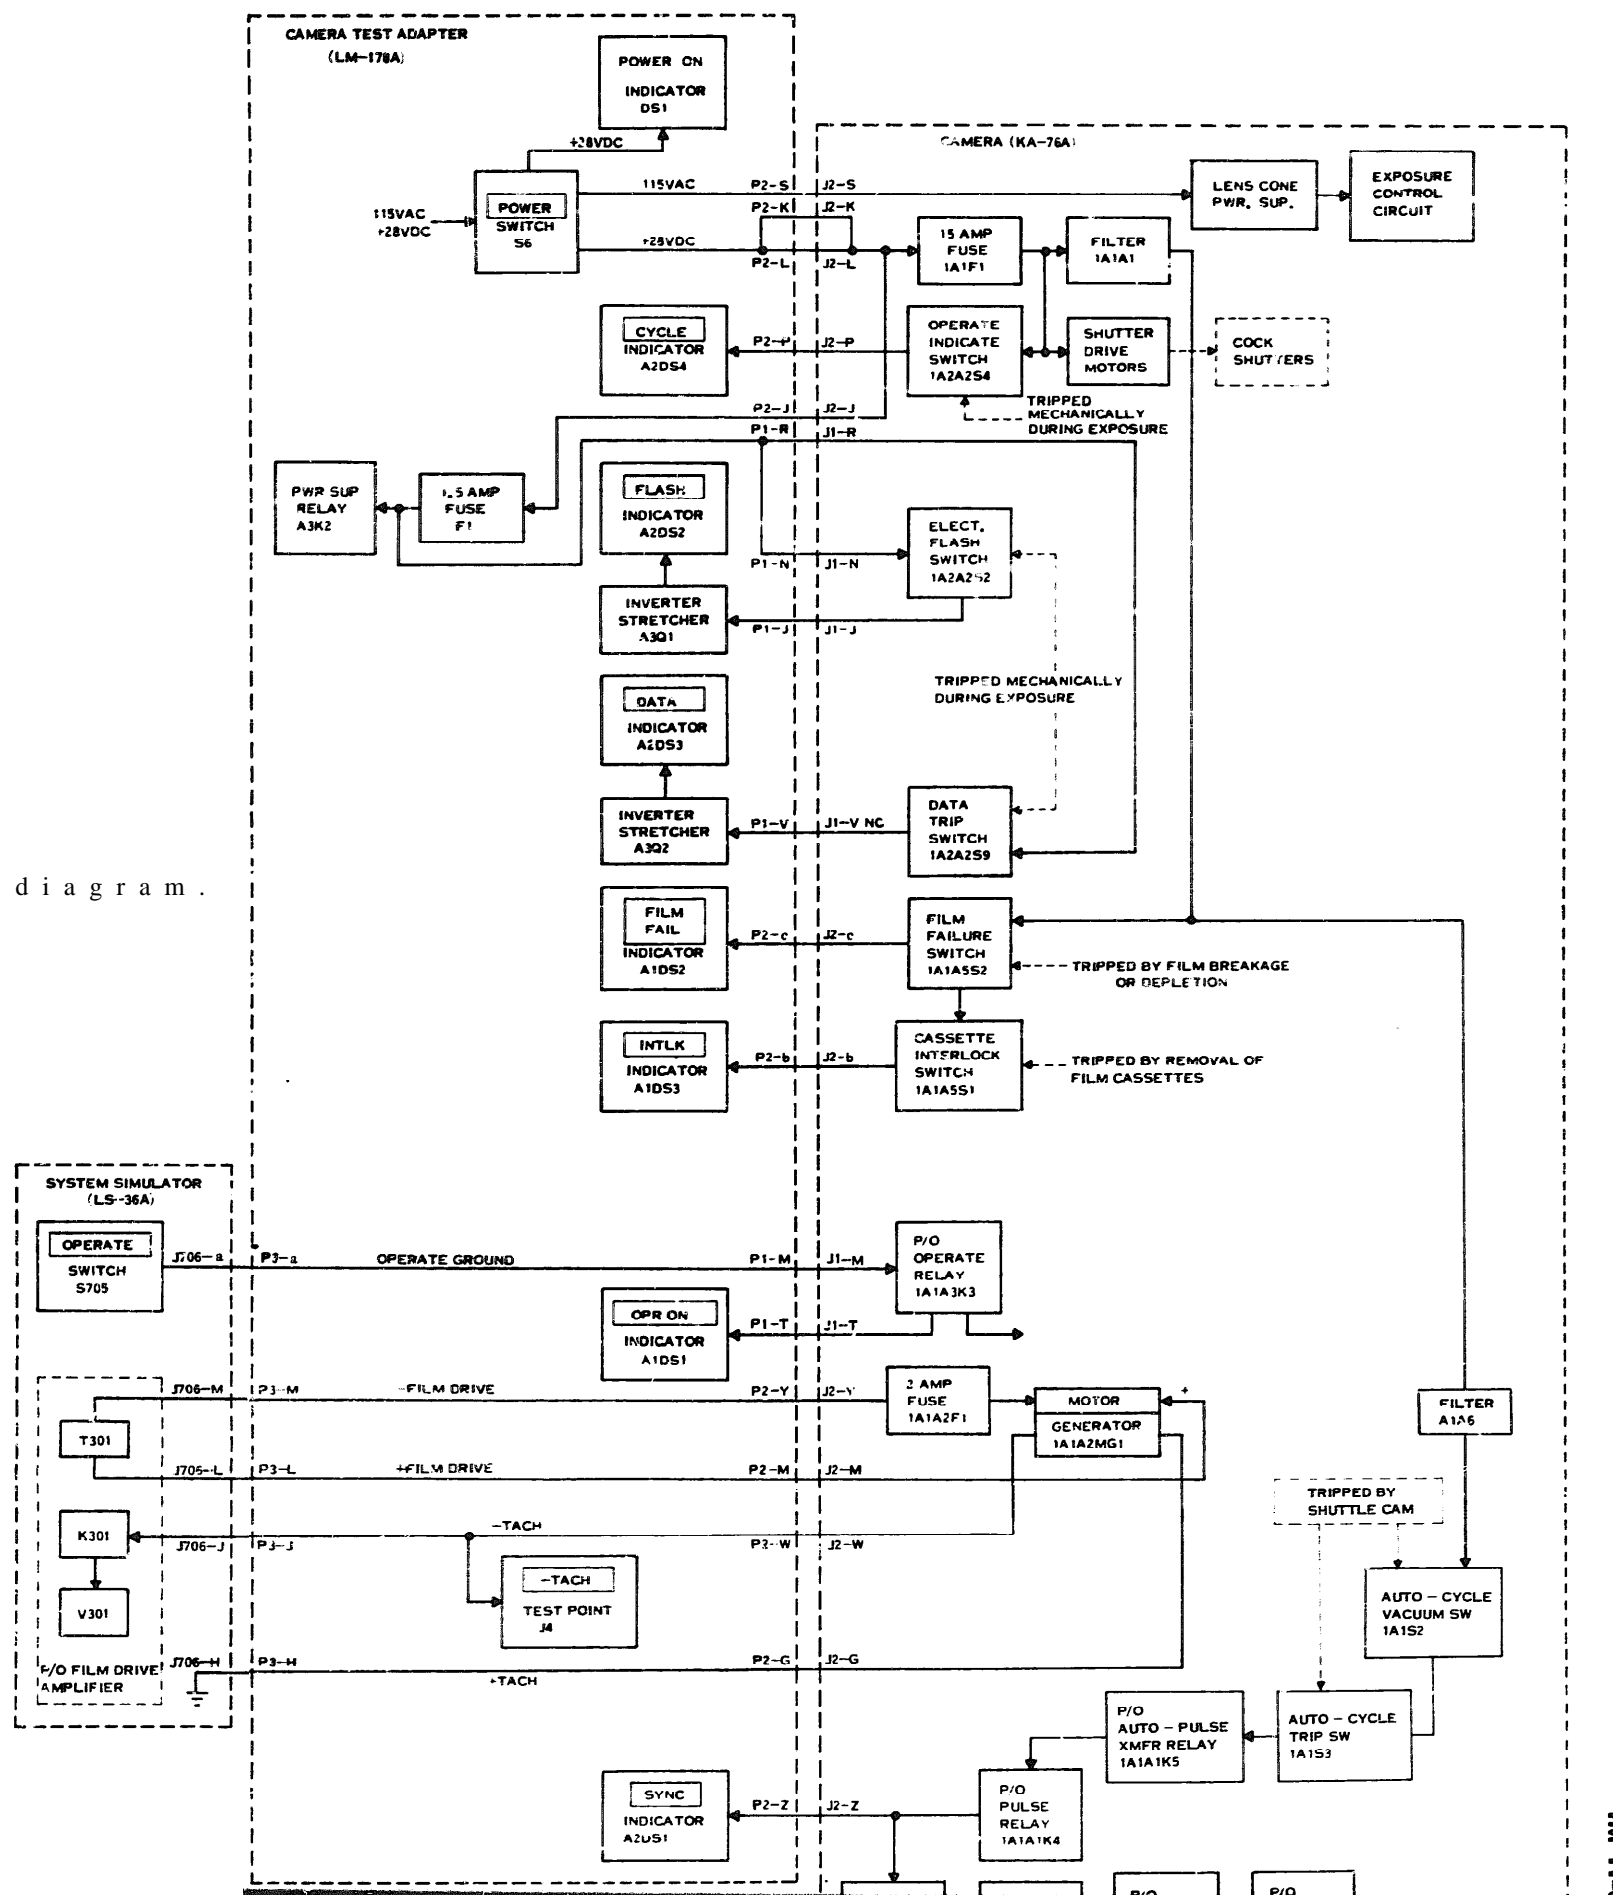 CAMERA TEST ADAPTER
(LM-178A)
POWER ON
INDICATOR
DS1
+28VDC
CAMERA (KA-76A)
115VAC
P2-S
J2-S
LENS CONE
PWR. SUP.
EXPOSURE
CONTROL
CIRCUIT
115VAC
+28VDC
POWER
SWITCH
S6
P2-K
J2-K
+28VDC
P2-L
J2-L
15 AMP
FUSE
1A1F1
FILTER
1A1A1
CYCLE
INDICATOR
A2DS4
P2-P
J2-P
OPERATE
INDICATE
SWITCH
1A2A2S4
SHUTTER
DRIVE
MOTORS
COCK
SHUTTERS
TRIPPED
MECHANICALLY
DURING EXPOSURE
P2-J
J2-J
P1-R
J1-R
PWR SUP
RELAY
A3K2
1.5 AMP
FUSE
F1
FLASH
INDICATOR
A2DS2
ELECT.
FLASH
SWITCH
1A2A2S2
P1-N
J1-N
INVERTER
STRETCHER
A3Q1
P1-J
J1-J
TRIPPED MECHANICALLY
DURING EXPOSURE
DATA
INDICATOR
A2DS3
INVERTER
STRETCHER
A3Q2
P1-V
J1-V NC
DATA
TRIP
SWITCH
1A2A2S9
diagram.
FILM
FAIL
INDICATOR
A1DS2
P2-c
J2-c
FILM
FAILURE
SWITCH
1A1A5S2
TRIPPED BY FILM BREAKAGE
OR DEPLETION
INTLK
INDICATOR
A1DS3
P2-b
J2-b
CASSETTE
INTERLOCK
SWITCH
1A1A5S1
TRIPPED BY REMOVAL OF
FILM CASSETTES
SYSTEM SIMULATOR
(LS-36A)
OPERATE
SWITCH
S705
J706-a
P3-a
OPERATE GROUND
P1-M
J1-M
P/O
OPERATE
RELAY
1A1A3K3
OPR ON
INDICATOR
A1DS1
P1-T
J1-T
J706-M
P3-M
-FILM DRIVE
P2-Y
J2-Y
2 AMP
FUSE
1A1A2F1
MOTOR
GENERATOR
1A1A2MG1
+
FILTER
A1A6
T301
J706-L
P3-L
+FILM DRIVE
P2-M
J2-M
TRIPPED BY
SHUTTLE CAM
K301
J706-J
P3-J
-TACH
P2-W
J2-W
-TACH
TEST POINT
J4
V301
AUTO-CYCLE
VACUUM SW
1A1S2
P/O FILM DRIVE
AMPLIFIER
J706-H
P3-H
+TACH
P2-G
J2-G
P/O
AUTO-PULSE
XMFR RELAY
1A1A1K5
AUTO-CYCLE
TRIP SW
1A1S3
SYNC
INDICATOR
A2DS1
P2-Z
J2-Z
P/O
PULSE
RELAY
1A1A1K4
P/O
P/O